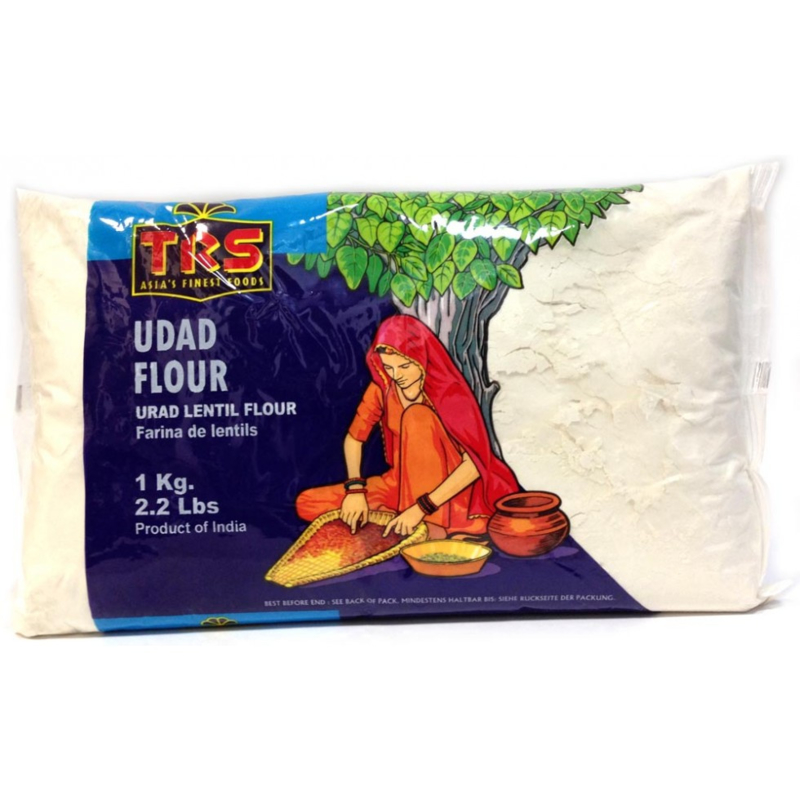 TRS
ASIA'S FINEST FOODS
UDAD
FLOUR
URAD LENTIL FLOUR
Farina de lentils
1 Kg.
2.2 Lbs
Product of India
BEST BEFORE END : SEE BACK OF PACK. MINDESTENS HALTBAR BIS: SIEHE RUCKSEITE DER PACKUNG.